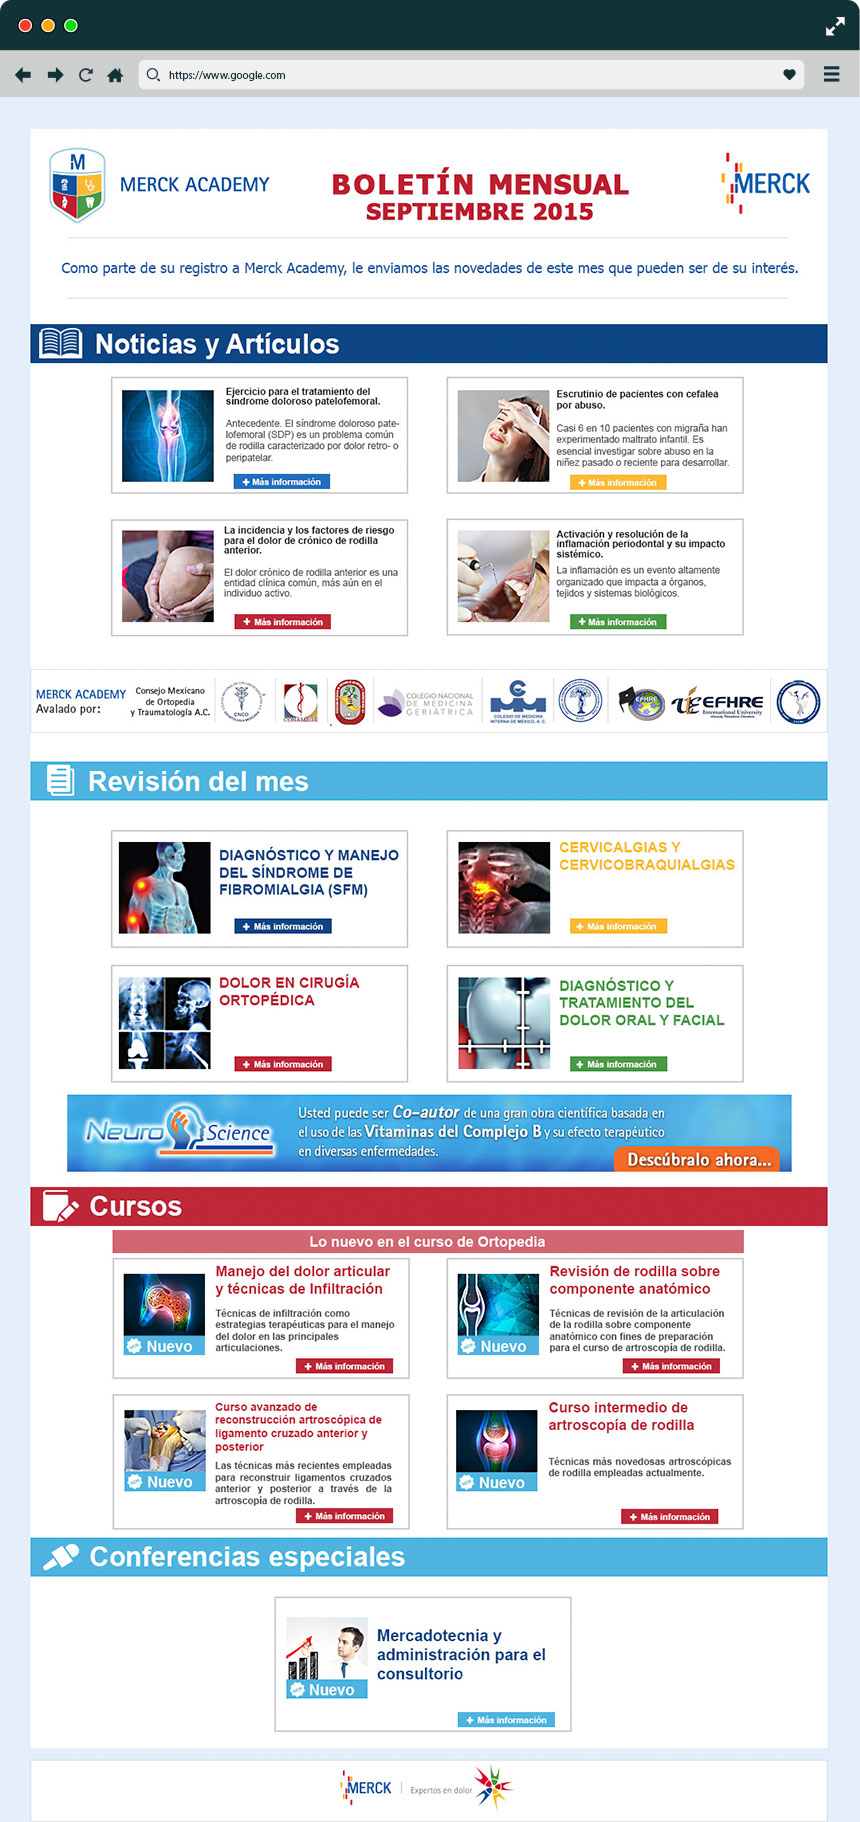 https://www.google.com
M
MERCK ACADEMY
BOLETÍN MENSUAL
SEPTIEMBRE 2015
MERCK
Como parte de su registro a Merck Academy, le enviamos las novedades de este mes que pueden ser de su interés.
Noticias y Artículos
Ejercicio para el tratamiento del
síndrome doloroso patelofemoral.
Antecedente. El síndrome doloroso pate-
lofemoral (SDP) es un problema común
de rodilla caracterizado por dolor retro- o
peripatelar.
+ Más información
Escrutinio de pacientes con cefalea
por abuso.
Casi 6 en 10 pacientes con migraña han
experimentado maltrato infantil. Es
esencial investigar sobre abuso en la
niñez pasado o reciente para desarrollar.
+ Más información
La incidencia y los factores de riesgo
para el dolor de crónico de rodilla
anterior.
El dolor crónico de rodilla anterior es una
entidad clínica común, más aún en el
individuo activo.
+ Más información
Activación y resolución de la
inflamación periodontal y su impacto
sistémico.
La inflamación es un evento altamente
organizado que impacta a órganos,
tejidos y sistemas biológicos.
+ Más información
MERCK ACADEMY
Avalado por:
Consejo Mexicano
de Ortopedia
y Traumatología A.C.
CNCD
CONAMEGE
COLEGIO NACIONAL
DE MEDICINA
GERIÁTRICA
COLEGIO DE MEDICINA
INTERNA DE MÉXICO, A. C.
EFHRE
EFHRE
International University
Revisión del mes
DIAGNÓSTICO Y MANEJO
DEL SÍNDROME DE
FIBROMIALGIA (SFM)
+ Más información
CERVICALGIAS Y
CERVICOBRAQUIALGIAS
+ Más información
DOLOR EN CIRUGÍA
ORTOPÉDICA
+ Más información
DIAGNÓSTICO Y
TRATAMIENTO DEL
DOLOR ORAL Y FACIAL
+ Más información
Neuro Science
Usted puede ser Co-autor de una gran obra científica basada en
el uso de las Vitaminas del Complejo B y su efecto terapéutico
en diversas enfermedades.
Descúbralo ahora...
Cursos
Lo nuevo en el curso de Ortopedia
Manejo del dolor articular
y técnicas de Infiltración
Técnicas de infiltración como
estrategias terapéuticas para el manejo
del dolor en las principales
articulaciones.
Nuevo
+ Más información
Revisión de rodilla sobre
componente anatómico
Técnicas de revisión de la articulación
de la rodilla sobre componente
anatómico con fines de preparación
para el curso de artroscopía de rodilla.
Nuevo
+ Más información
Curso avanzado de
reconstrucción artroscópica de
ligamento cruzado anterior y
posterior
Las técnicas más recientes empleadas
para reconstruir ligamentos cruzados
anterior y posterior a través de la
artroscopía de rodilla.
Nuevo
+ Más información
Curso intermedio de
artroscopía de rodilla
Técnicas más novedosas artroscópicas
de rodilla empleadas actualmente.
Nuevo
+ Más información
Conferencias especiales
Mercadotecnia y
administración para el
consultorio
Nuevo
+ Más información
MERCK
Expertos en dolor